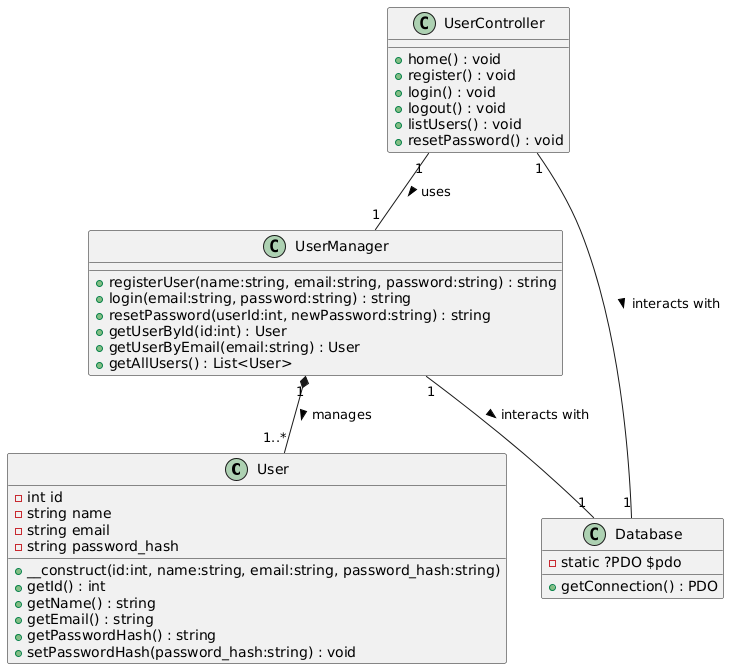 C UserController
+ home() : void
+ register() : void
+ login() : void
+ logout() : void
+ listUsers() : void
+ resetPassword() : void
1
1
uses
1
interacts with
C UserManager
registerUser(name:string, email:string, password:string) : string
login(email:string, password:string) : string
resetPassword(userId:int, newPassword:string) : string
getUserById(id:int) : User
getUserByEmail(email:string) : User
getAllUsers() : List<User>
1
1
manages
interacts with
1..*
C User
int id
string name
string email
string password_hash
__construct(id:int, name:string, email:string, password_hash:string)
getId() : int
getName() : string
getEmail() : string
getPasswordHash() : string
setPasswordHash(password_hash:string) : void
1
1
C Database
static ?PDO $pdo
getConnection() : PDO